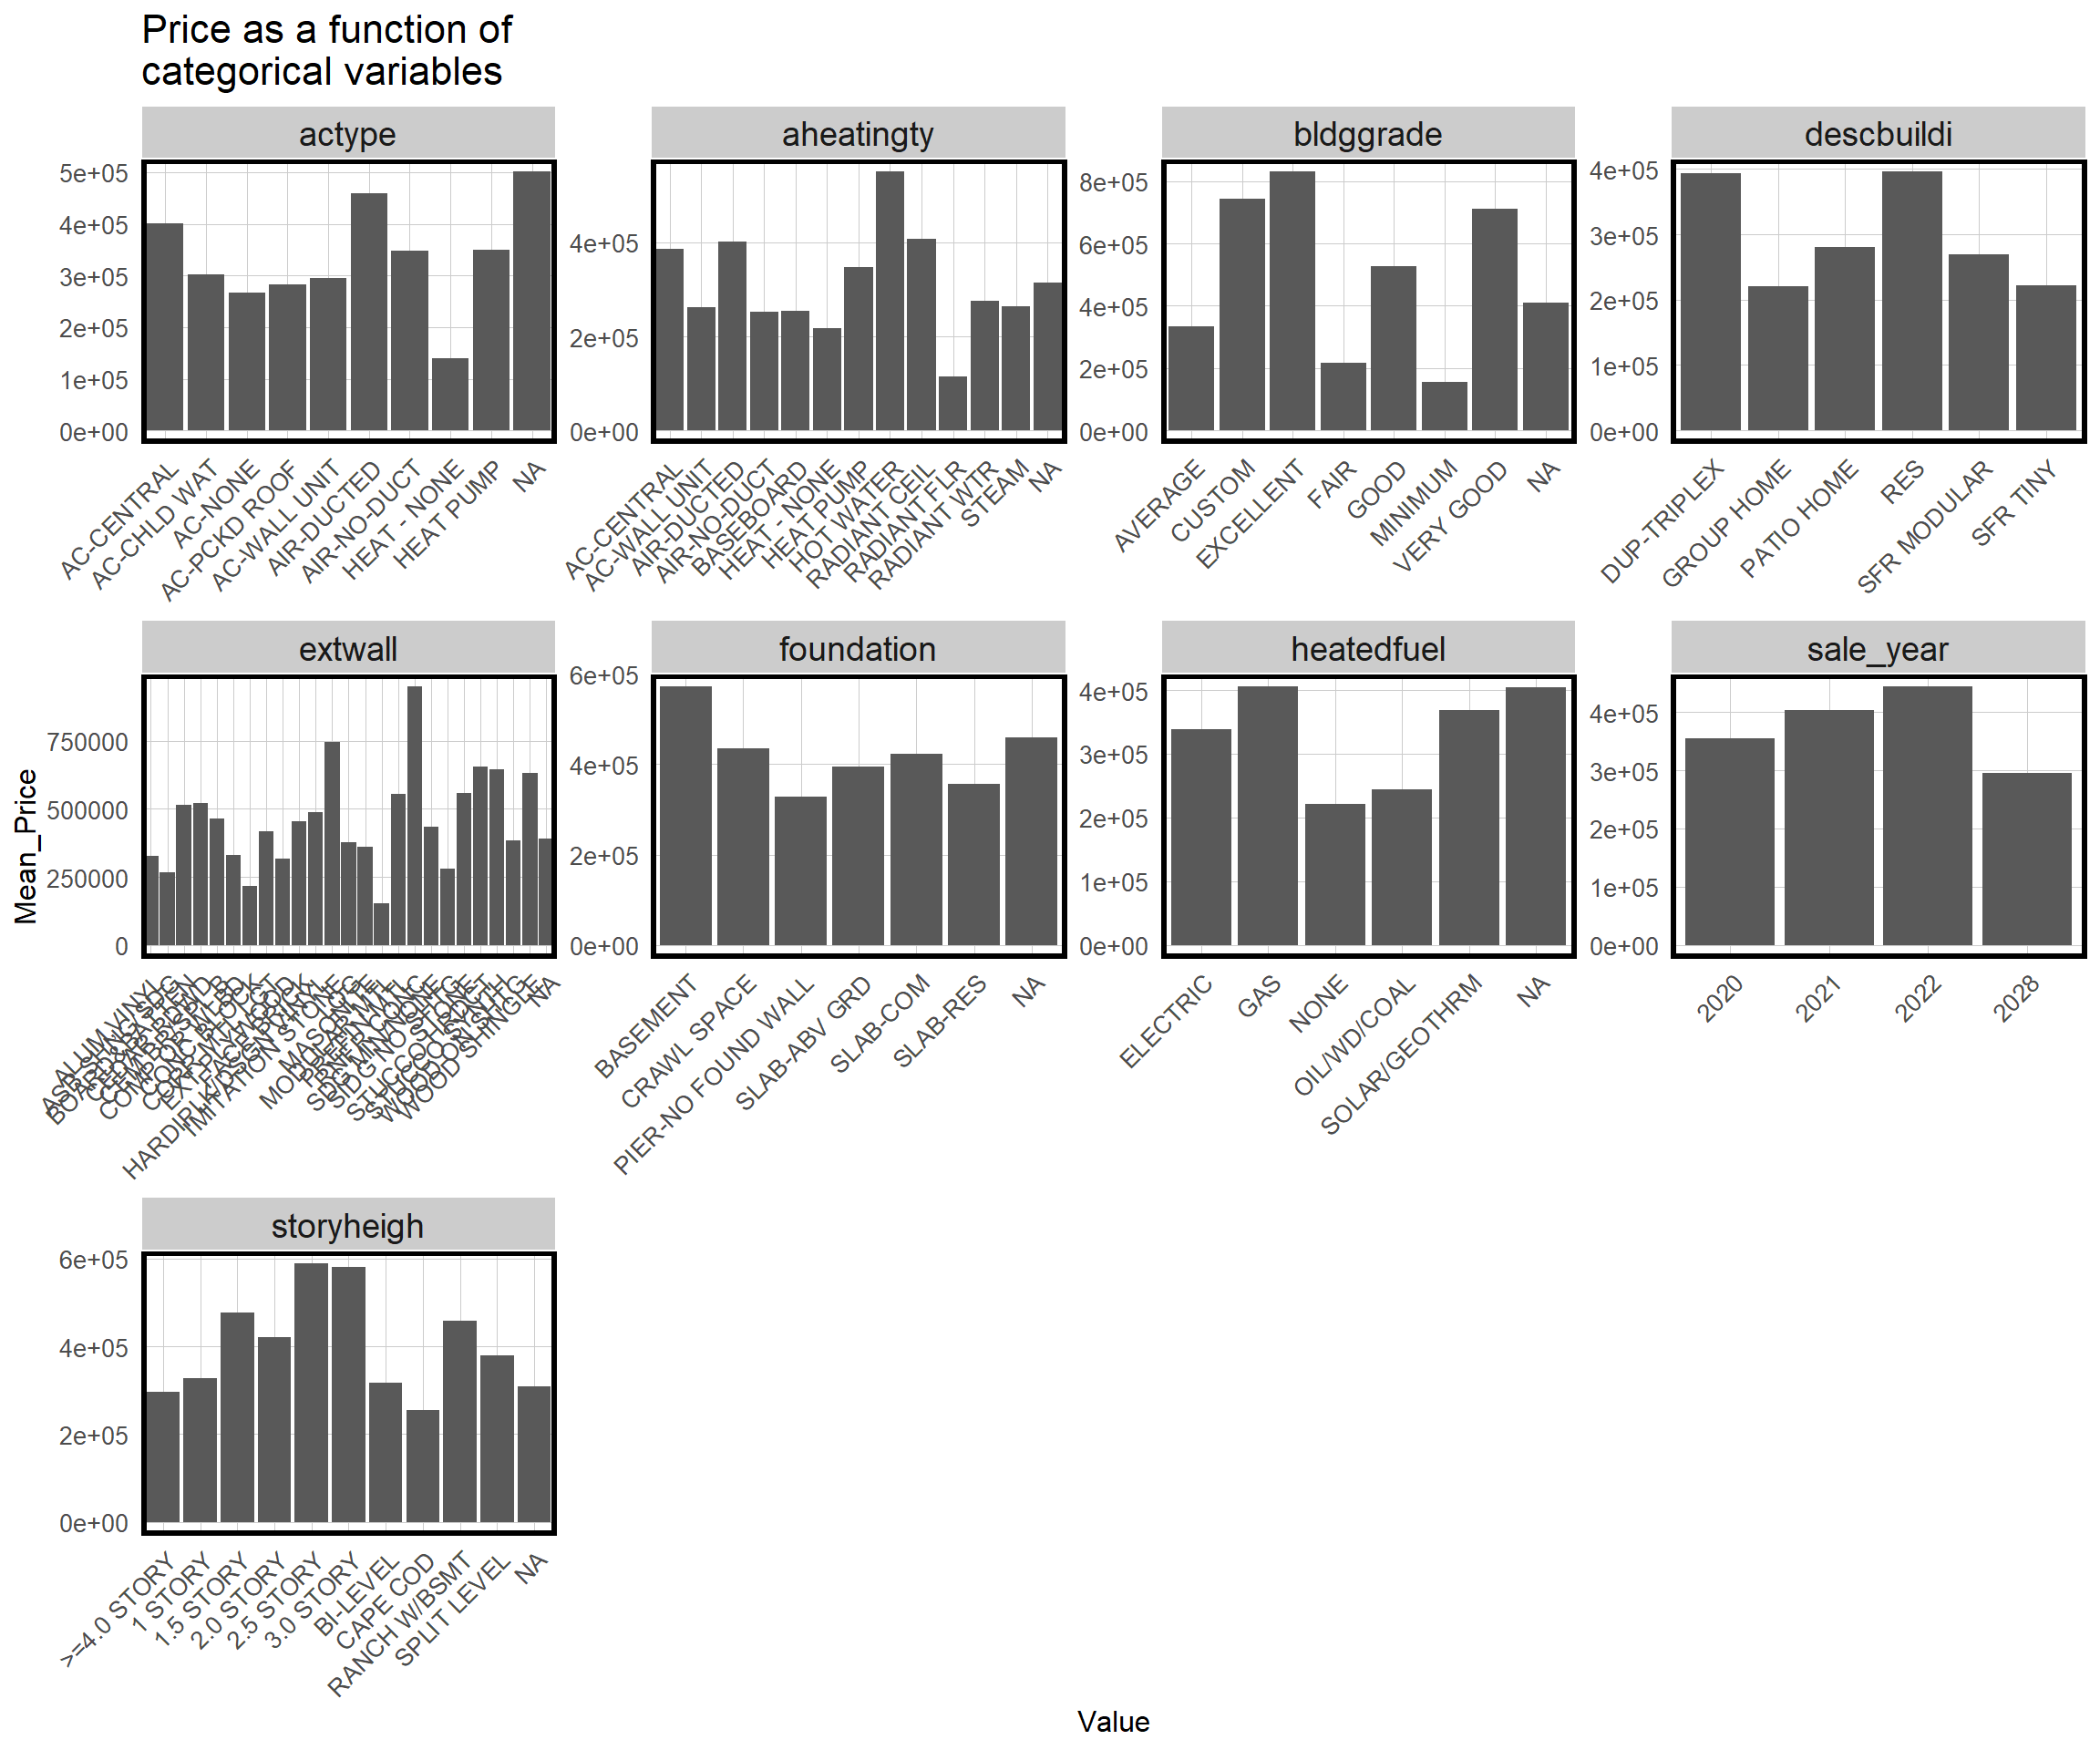 Price as a function of
categorical variables
actype
aheatingty
bldggrade
descbuildi
5e+05
4e+05
3e+05
2e+05
1e+05
0e+00
AC-CENTRAL
AC-CHLD WAT
AC-NONE
AC-PCKD ROOF
AC-WALL UNIT
AIR-DUCTED
AIR-NO-DUCT
HEAT - NONE
HEAT PUMP
NA
4e+05
2e+05
0e+00
AC-CENTRAL
AC-WALL UNIT
AIR-DUCTED
AIR-NO-DUCT
BASEBOARD
HEAT - NONE
HEAT PUMP
HOT WATER
RADIANT CEIL
RADIANT FLR
RADIANT WTR
STEAM
NA
8e+05
6e+05
4e+05
2e+05
0e+00
AVERAGE
CUSTOM
EXCELLENT
FAIR
GOOD
MINIMUM
VERY GOOD
NA
4e+05
3e+05
2e+05
1e+05
0e+00
DUP-TRIPLEX
GROUP HOME
PATIO HOME
RES
SFR MODULAR
SFR TINY
extwall
foundation
heatedfuel
sale_year
Mean_Price
750000
500000
250000
0
IMITATION STONE
WOOD SHINGLE
NA
6e+05
4e+05
2e+05
0e+00
BASEMENT
CRAWL SPACE
PIER-NO FOUND WALL
SLAB-ABV GRD
SLAB-COM
SLAB-RES
NA
4e+05
3e+05
2e+05
1e+05
0e+00
ELECTRIC
GAS
NONE
OIL/WD/COAL
SOLAR/GEOTHRM
NA
4e+05
3e+05
2e+05
1e+05
0e+00
2020
2021
2022
2028
storyheigh
6e+05
4e+05
2e+05
0e+00
>=4.0 STORY
1 STORY
1.5 STORY
2.0 STORY
2.5 STORY
3.0 STORY
BI-LEVEL
CAPE COD
RANCH W/BSMT
SPLIT LEVEL
NA
Value